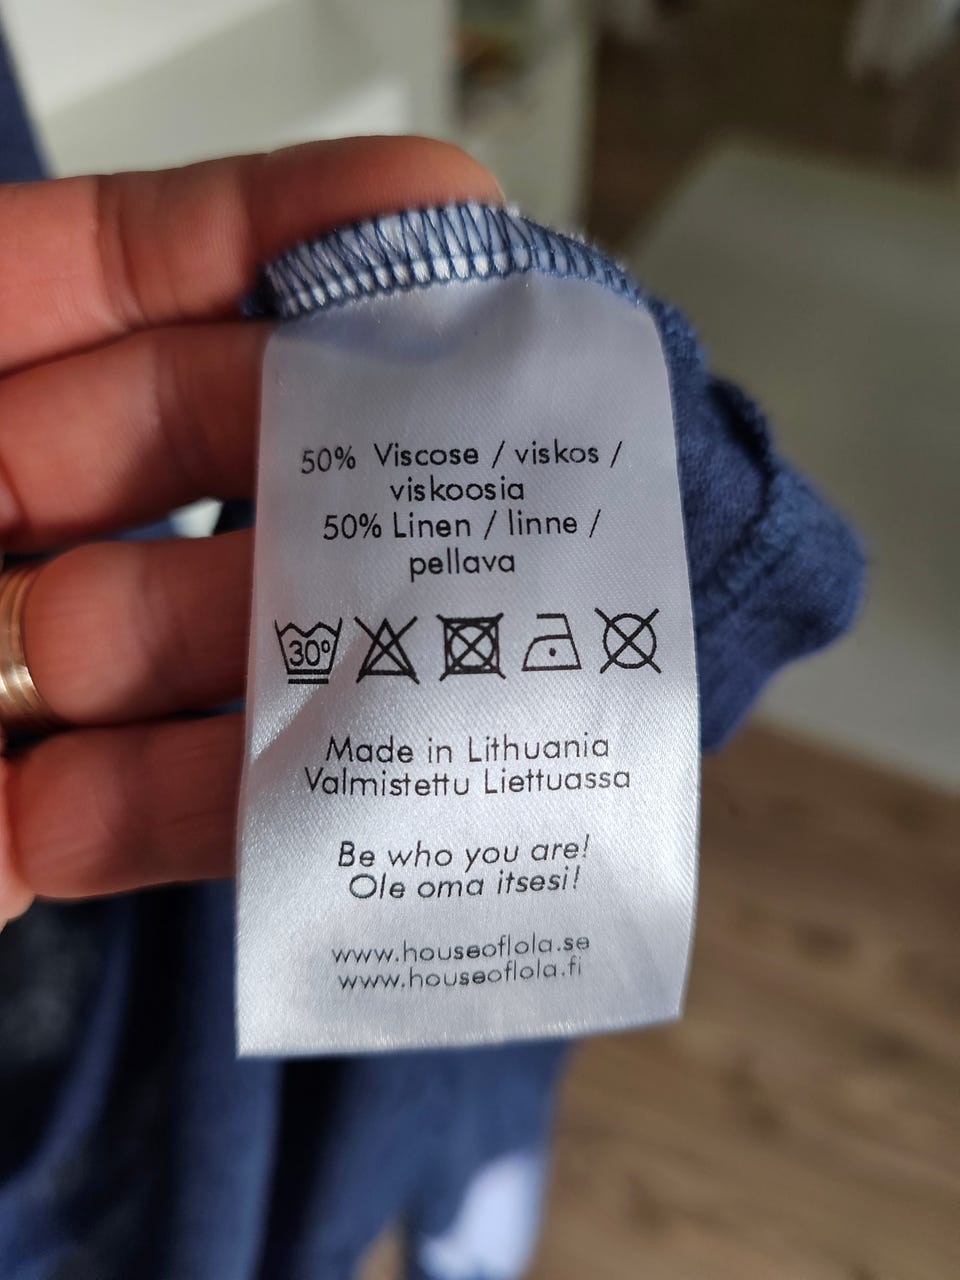 50% Viscose / viskos /
viskoosia
50% Linen / linne /
pellava
30º
Made in Lithuania
Valmistettu Liettuassa
Be who you are!
Ole oma itsesi!
www.houseoflola.se
www.houseoflola.fi